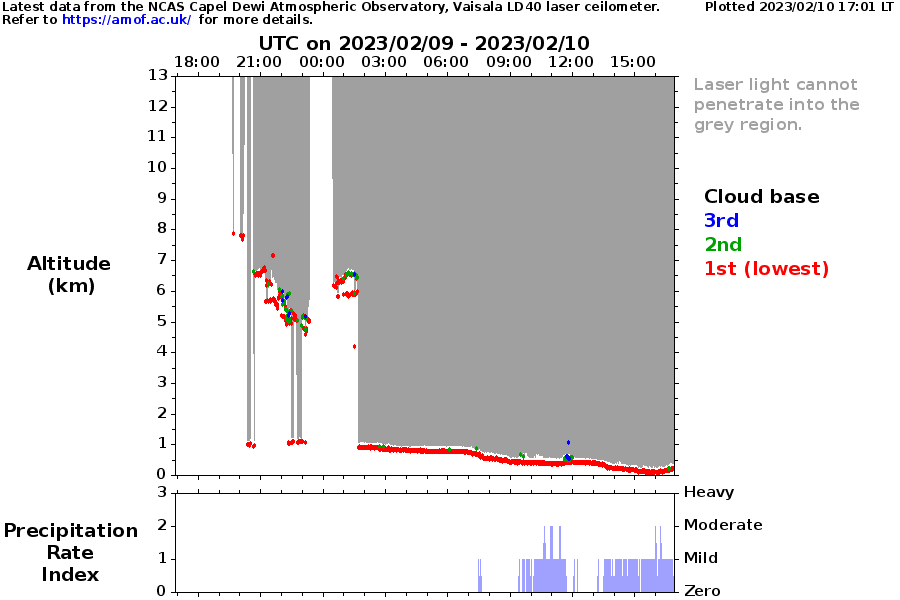 Latest data from the NCAS Capel Dewi Atmospheric Observatory, Vaisala LD40 laser ceilometer. Plotted 2023/02/10 17:01 LT
Refer to https://amof.ac.uk/ for more details.
UTC on 2023/02/09 - 2023/02/10
18:00 21:00 00:00 03:00 06:00 09:00 12:00 15:00
13
12
11
10
9
8
7
6
5
4
3
2
1
0
Altitude
(km)
Laser light cannot
penetrate into the
grey region.
Cloud base
3rd
2nd
1st (lowest)
3
2
1
0
Precipitation
Rate
Index
Heavy
Moderate
Mild
Zero